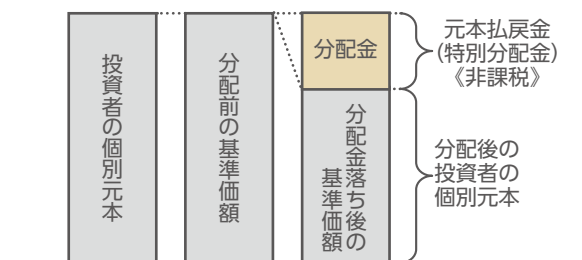 投資者の個別元本
分配前の基準価額
分配金
分配金落ち後の
基準価額
元本払戻金
(特別分配金)
《非課税》
分配後の
投資者の
個別元本